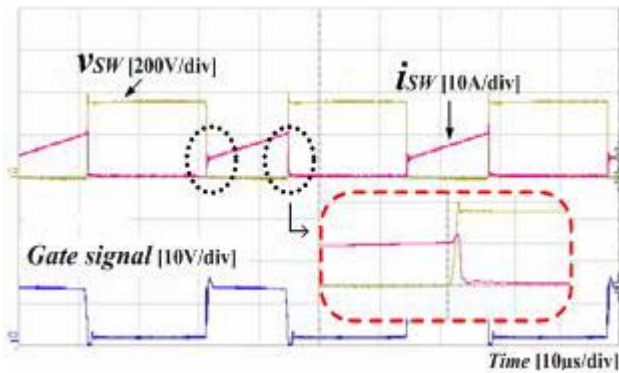 vSW [200V/div]
iSW [10A/div]
Gate signal [10V/div]
Time [10μs/div]